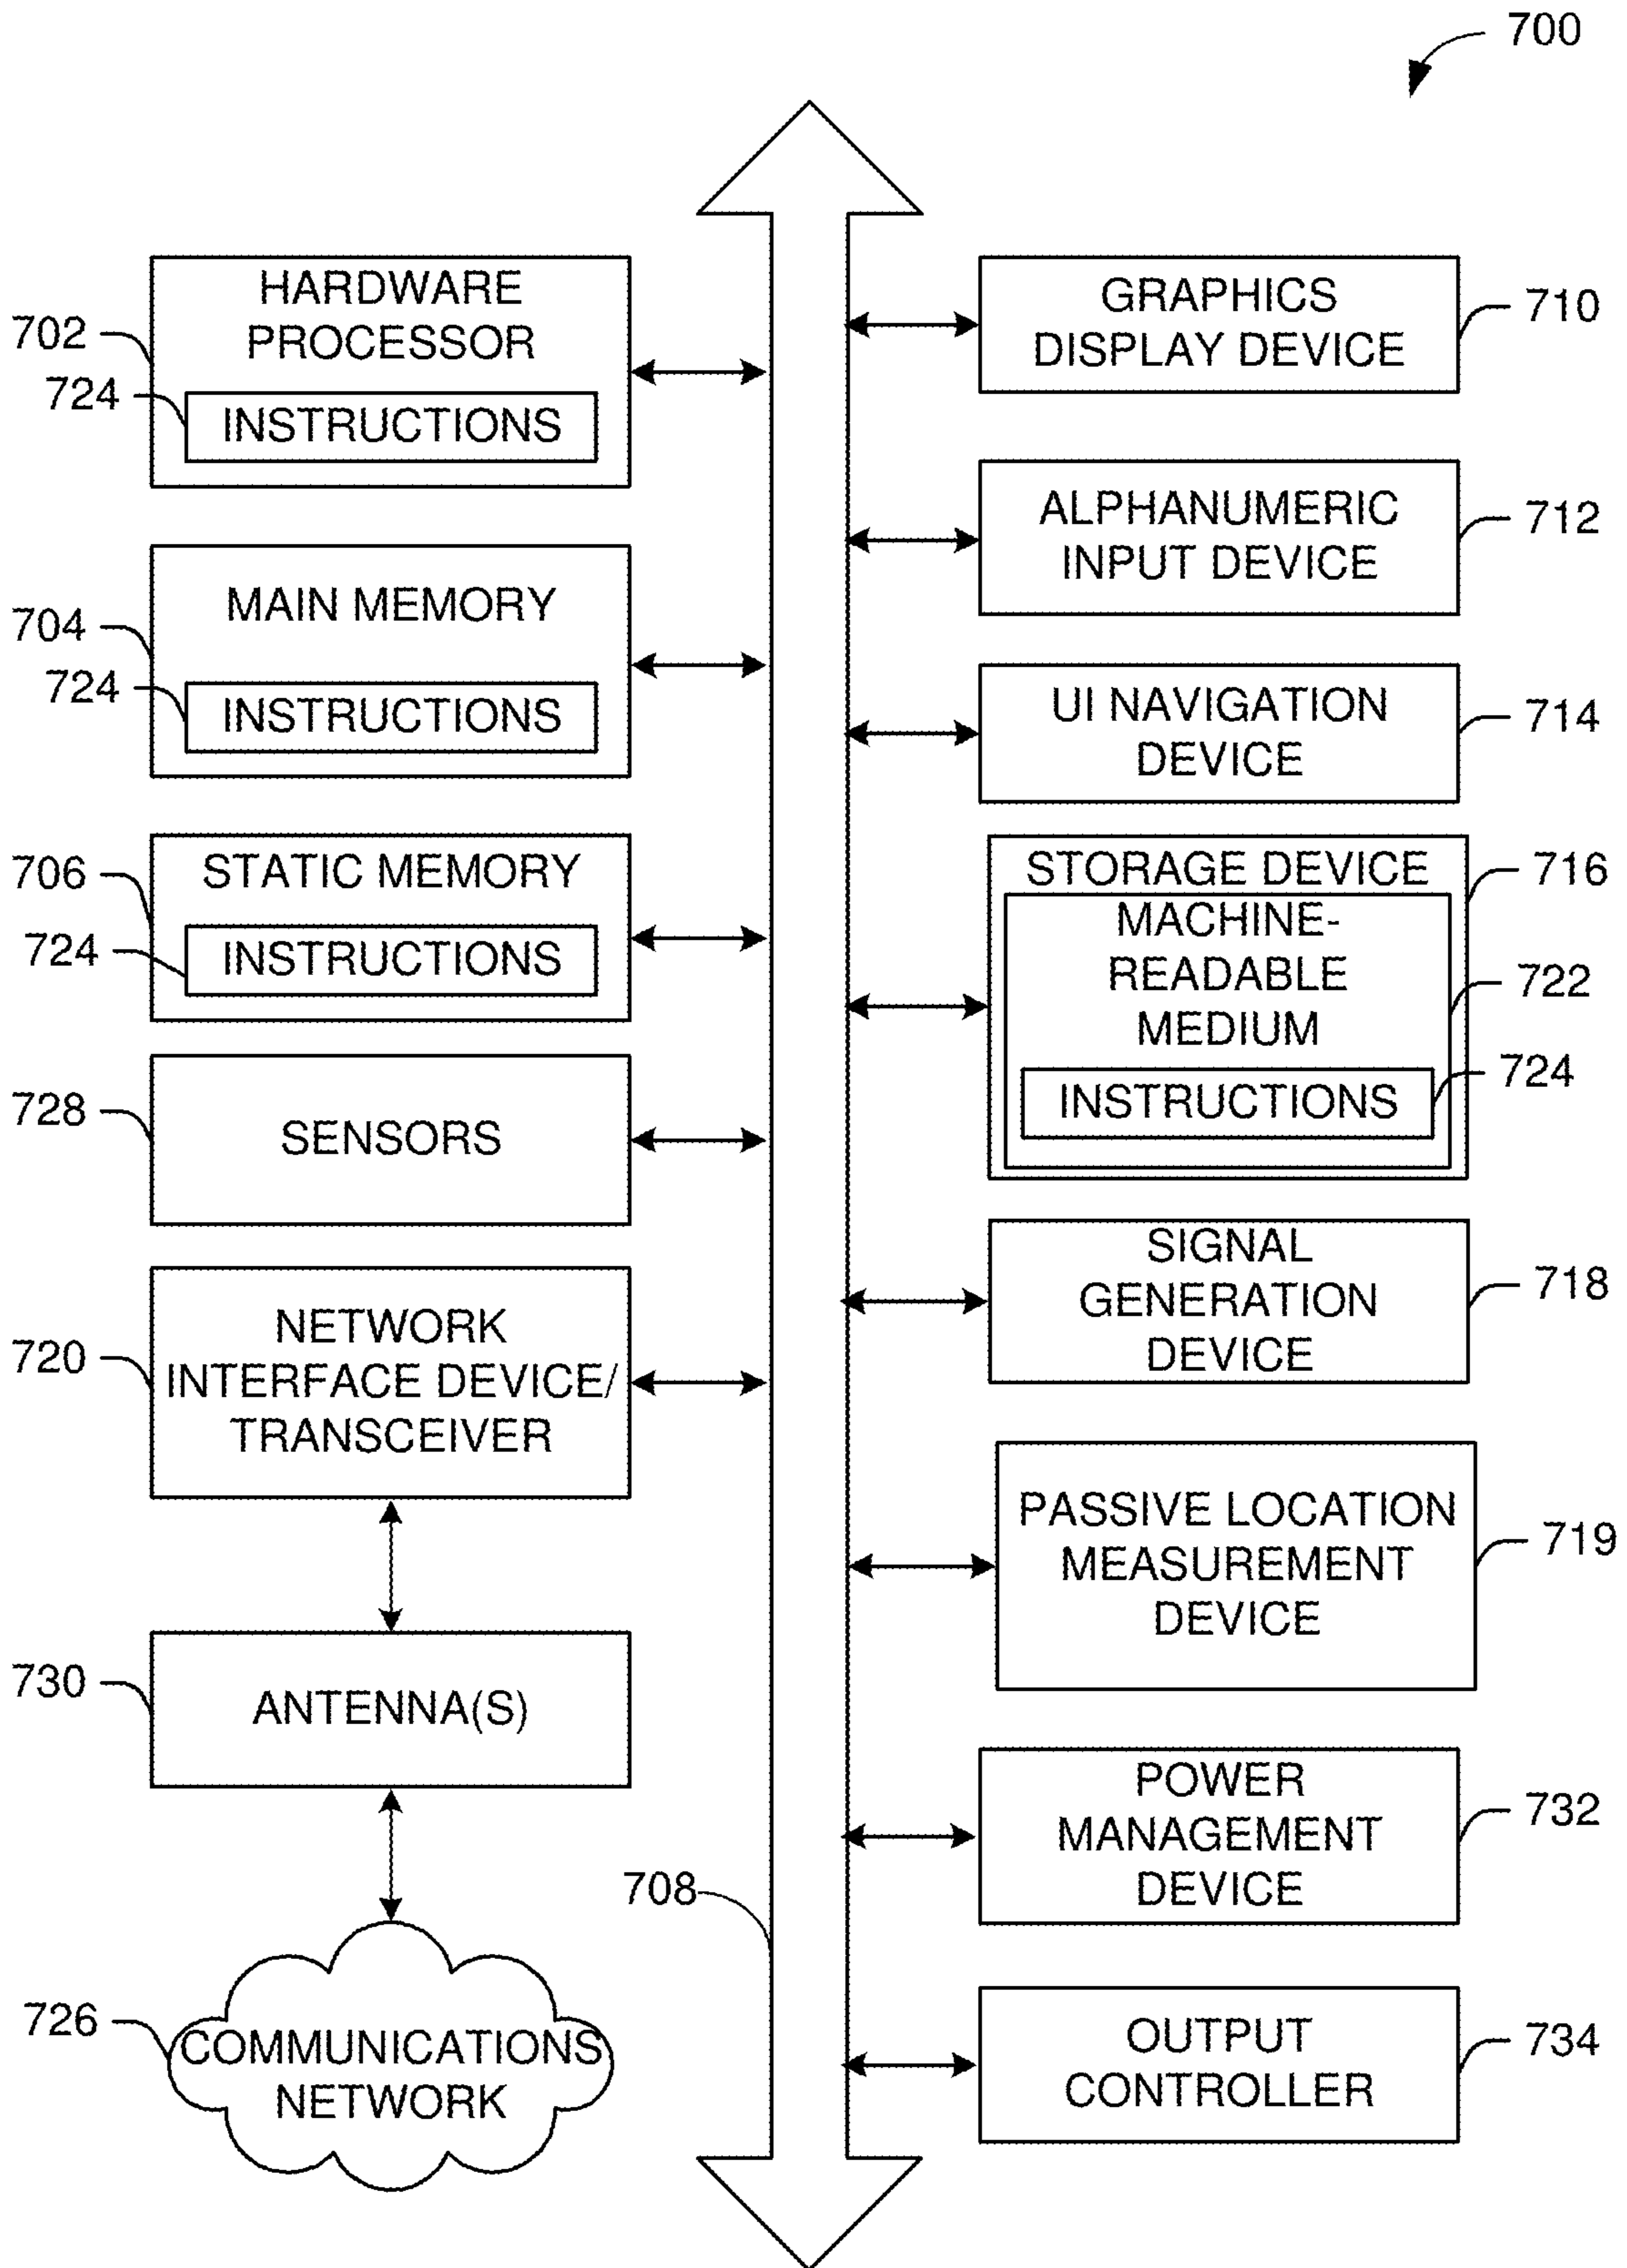 700
HARDWARE
PROCESSOR
702
724
INSTRUCTIONS
MAIN MEMORY
704
724
INSTRUCTIONS
STATIC MEMORY
706
724
INSTRUCTIONS
728
SENSORS
NETWORK
INTERFACE DEVICE/
TRANSCEIVER
720
730
ANTENNA(S)
726
COMMUNICATIONS
NETWORK
708
GRAPHICS
DISPLAY DEVICE
710
ALPHANUMERIC
INPUT DEVICE
712
UI NAVIGATION
DEVICE
714
STORAGE DEVICE
716
MACHINE-
READABLE
MEDIUM
722
724
INSTRUCTIONS
SIGNAL
GENERATION
DEVICE
718
PASSIVE LOCATION
MEASUREMENT
DEVICE
719
POWER
MANAGEMENT
DEVICE
732
OUTPUT
CONTROLLER
734